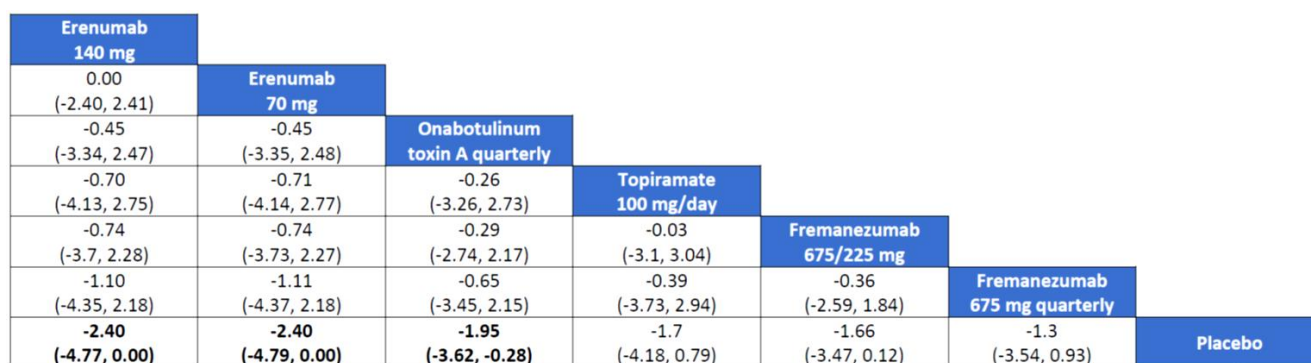 Erenumab
140 mg
0.00 Erenumab
(-2.40, 2.41) 70 mg
-0.45 -0.45 Onabotulinum
(-3.34, 2.47) (-3.35, 2.48) toxin A quarterly
-0.70 -0.71 -0.26 Topiramate
(-4.13, 2.75) (-4.14, 2.77) (-3.26, 2.73) 100 mg/day
-0.74 -0.74 -0.29 -0.03 Fremanezumab
(-3.7, 2.28) (-3.73, 2.27) (-2.74, 2.17) (-3.1, 3.04) 675/225 mg
-1.10 -1.11 -0.65 -0.39 -0.36 Fremanezumab
(-4.35, 2.18) (-4.37, 2.18) (-3.45, 2.15) (-3.73, 2.94) (-2.59, 1.84) 675 mg quarterly
-2.40 -2.40 -1.95 -1.7 -1.66 -1.3 Placebo
(-4.77, 0.00) (-4.79, 0.00) (-3.62, -0.28) (-4.18, 0.79) (-3.47, 0.12) (-3.54, 0.93)